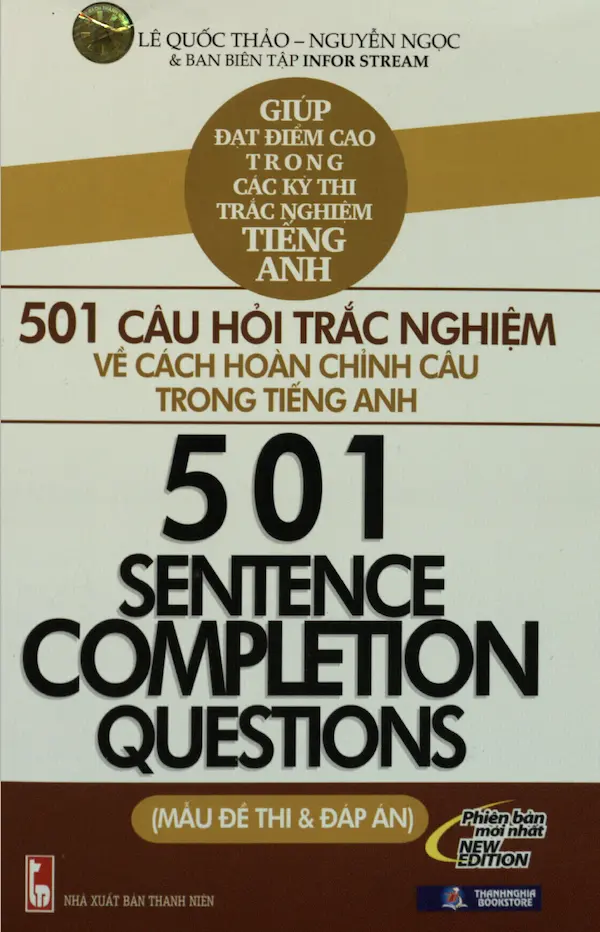 LÊ QUỐC THẢO – NGUYỄN NGỌC
& BAN BIÊN TẬP INFOR STREAM
GIÚP
ĐẠT ĐIỂM CAO
TRONG
CÁC KỲ THI
TRẮC NGHIỆM
TIẾNG
ANH
501 CÂU HỎI TRẮC NGHIỆM
VỀ CÁCH HOÀN CHỈNH CÂU
TRONG TIẾNG ANH
501
SENTENCE
COMPLETION
QUESTIONS
(MẪU ĐỀ THI & ĐÁP ÁN)
Phiên bản
mới nhất
NEW
EDITION
NHÀ XUẤT BẢN THANH NIÊN
THANHNGHIA
BOOKSTORE